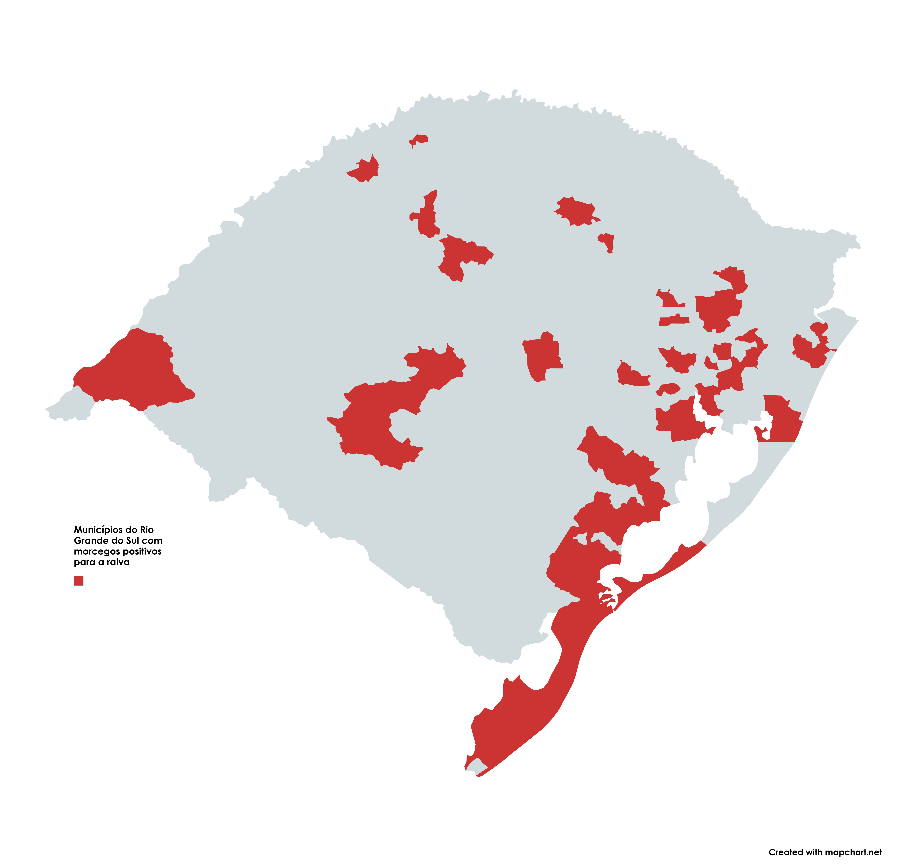 Municípios do Rio
Grande do Sul com
morcegos positivos
para a raiva
Created with mapchart.net